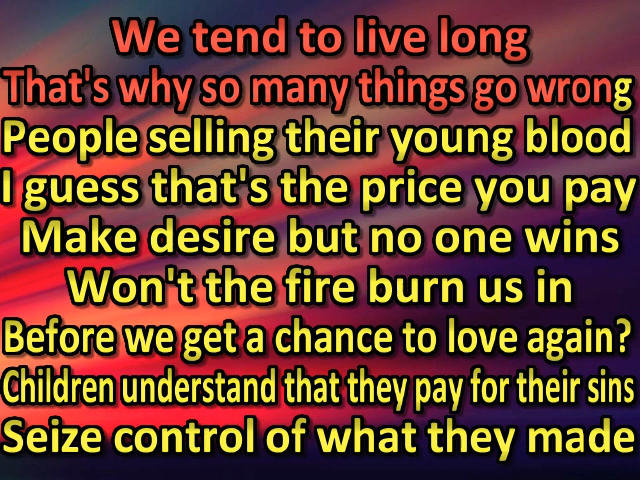 We tend to live long
That's why so many things go wrong
People selling their young blood
I guess that's the price you pay
Make desire but no one wins
Won't the fire burn us in
Before we get a chance to love again?
Children understand that they pay for their sins
Seize control of what they made